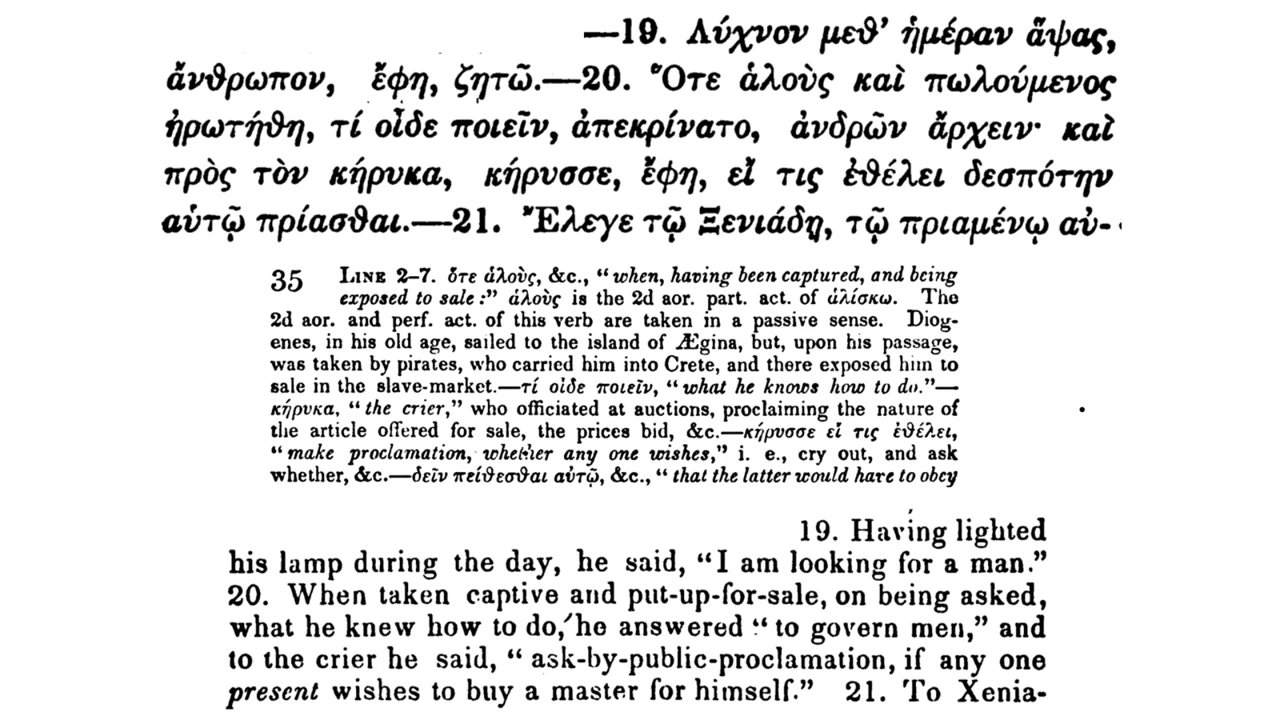 —19. Λύχνον μεθ’ ἡμέραν ἅψας,
ἄνθρωπον, ἔφη, ζητῶ.—20. Ὅτε ἁλοὺς καὶ πωλούμενος
ἠρωτήθη, τί οἶδε ποιεῖν, ἀπεκρίνατο, ἀνδρῶν ἄρχειν· καὶ
πρὸς τὸν κήρυκα, κήρυσσε, ἔφη, εἴ τις ἐθέλει δεσπότην
αὑτῷ πρίασθαι.—21. Ἔλεγε τῷ Ξενιάδῃ, τῷ πριαμένῳ αὐ-
35 LINE 2–7. ὅτε ἁλοὺς, &c., “when, having been captured, and being
exposed to sale:” ἁλοὺς is the 2d aor. part. act. of ἁλίσκω. The
2d aor. and perf. act. of this verb are taken in a passive sense. Diog-
enes, in his old age, sailed to the island of Ægina, but, upon his passage,
was taken by pirates, who carried him into Crete, and there exposed him to
sale in the slave-market.—τί οἶδε ποιεῖν, “what he knows how to do.”—
κήρυκα, “the crier,” who officiated at auctions, proclaiming the nature of
the article offered for sale, the prices bid, &c.—κήρυσσε εἴ τις ἐθέλει,
“make proclamation, whether any one wishes,” i. e., cry out, and ask
whether, &c.—δεῖν πείθεσθαι αὐτῷ, &c., “that the latter would have to obey
19. Having lighted
his lamp during the day, he said, “I am looking for a man.”
20. When taken captive and put-up-for-sale, on being asked,
what he knew how to do, he answered “to govern men,” and
to the crier he said, “ask-by-public-proclamation, if any one
present wishes to buy a master for himself.” 21. To Xenia-